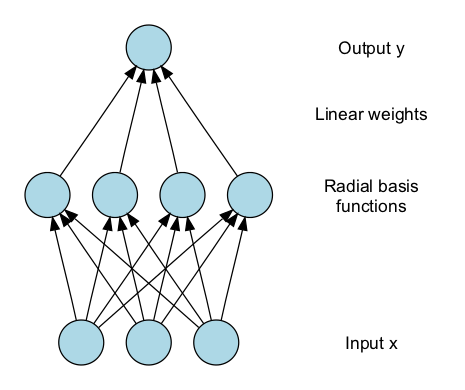 Output y
Linear weights
Radial basis
functions
Input x